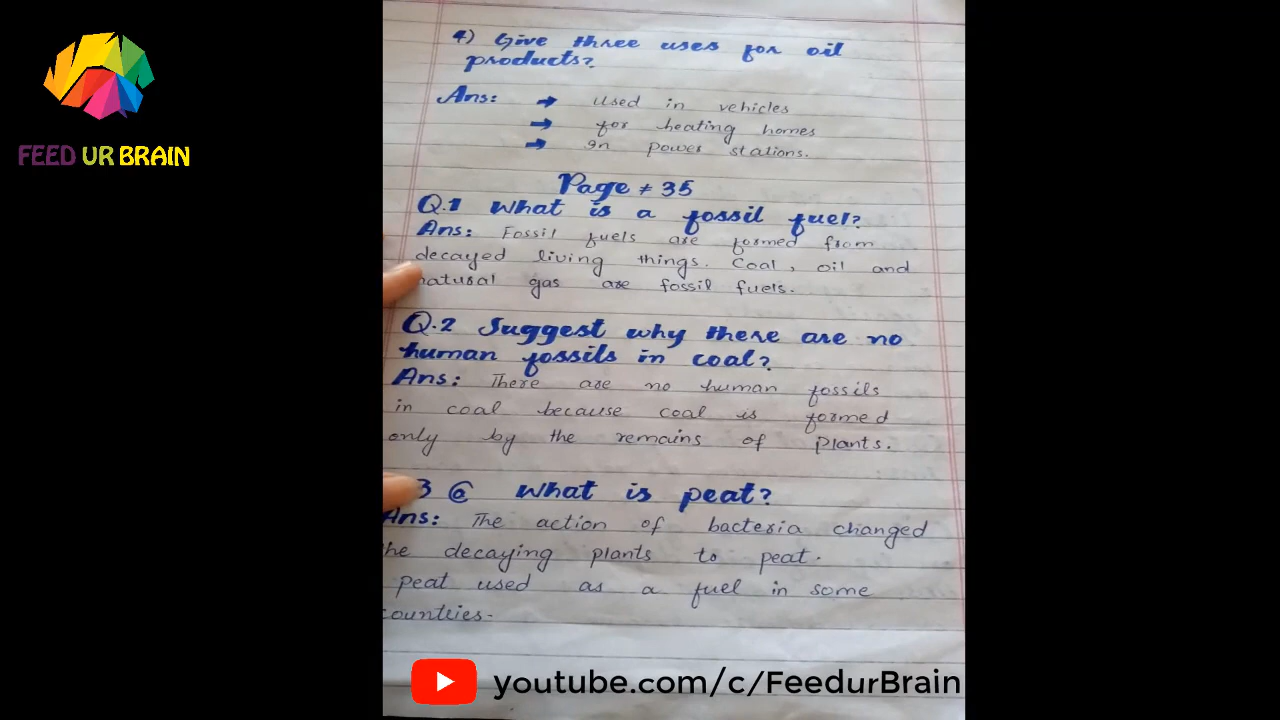 FEED UR BRAIN
4) Give three uses for oil
products?
Ans: → Used in vehicles
→ for heating homes
→ In power stations.
Page # 35
Q.1 What is a fossil fuel?
Ans: Fossil fuels are formed from
decayed living things. Coal, oil and
natural gas are fossil fuels.
Q.2 Suggest why there are no
human fossils in coal?
Ans: There are no human fossils
in coal because coal is formed
only by the remains of plants.
3 @ What is peat?
Ans: The action of bacteria changed
the decaying plants to peat.
peat used as a fuel in some
countries.
youtube.com/c/FeedurBrain